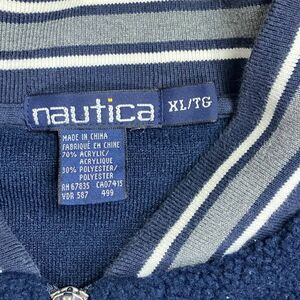 nautica
XL/TG
MADE IN CHINA
FABRIQUÉ EN CHINE
70% ACRYLIC/
ACRYLIQUE
30% POLYESTER/
POLYESTER
RN 67835 CA07415
VDR 587 499